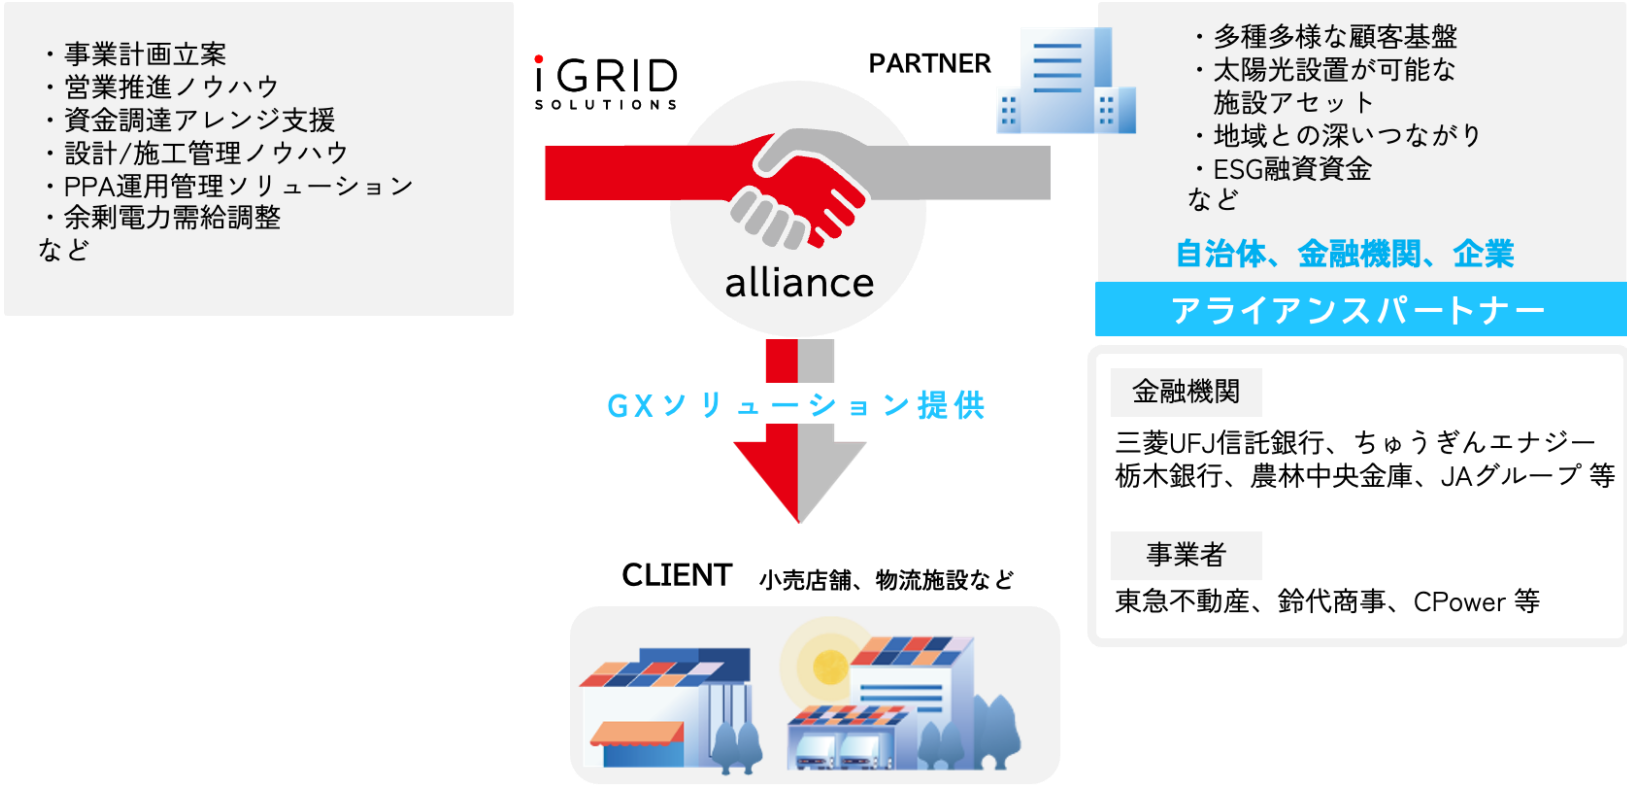 ・事業計画立案
・営業推進ノウハウ
・資金調達アレンジ支援
・設計/施工管理ノウハウ
・PPA運用管理ソリューション
・余剰電力需給調整
など
iGRID
SOLUTIONS
PARTNER
alliance
・多種多様な顧客基盤
・太陽光設置が可能な
施設アセット
・地域との深いつながり
・ESG融資資金
など
自治体、金融機関、企業
アライアンスパートナー
金融機関
三菱UFJ信託銀行、ちゅうぎんエナジー
栃木銀行、農林中央金庫、JAグループ 等
事業者
東急不動産、鈴代商事、CPower 等
GXソリューション提供
CLIENT 小売店舗、物流施設など